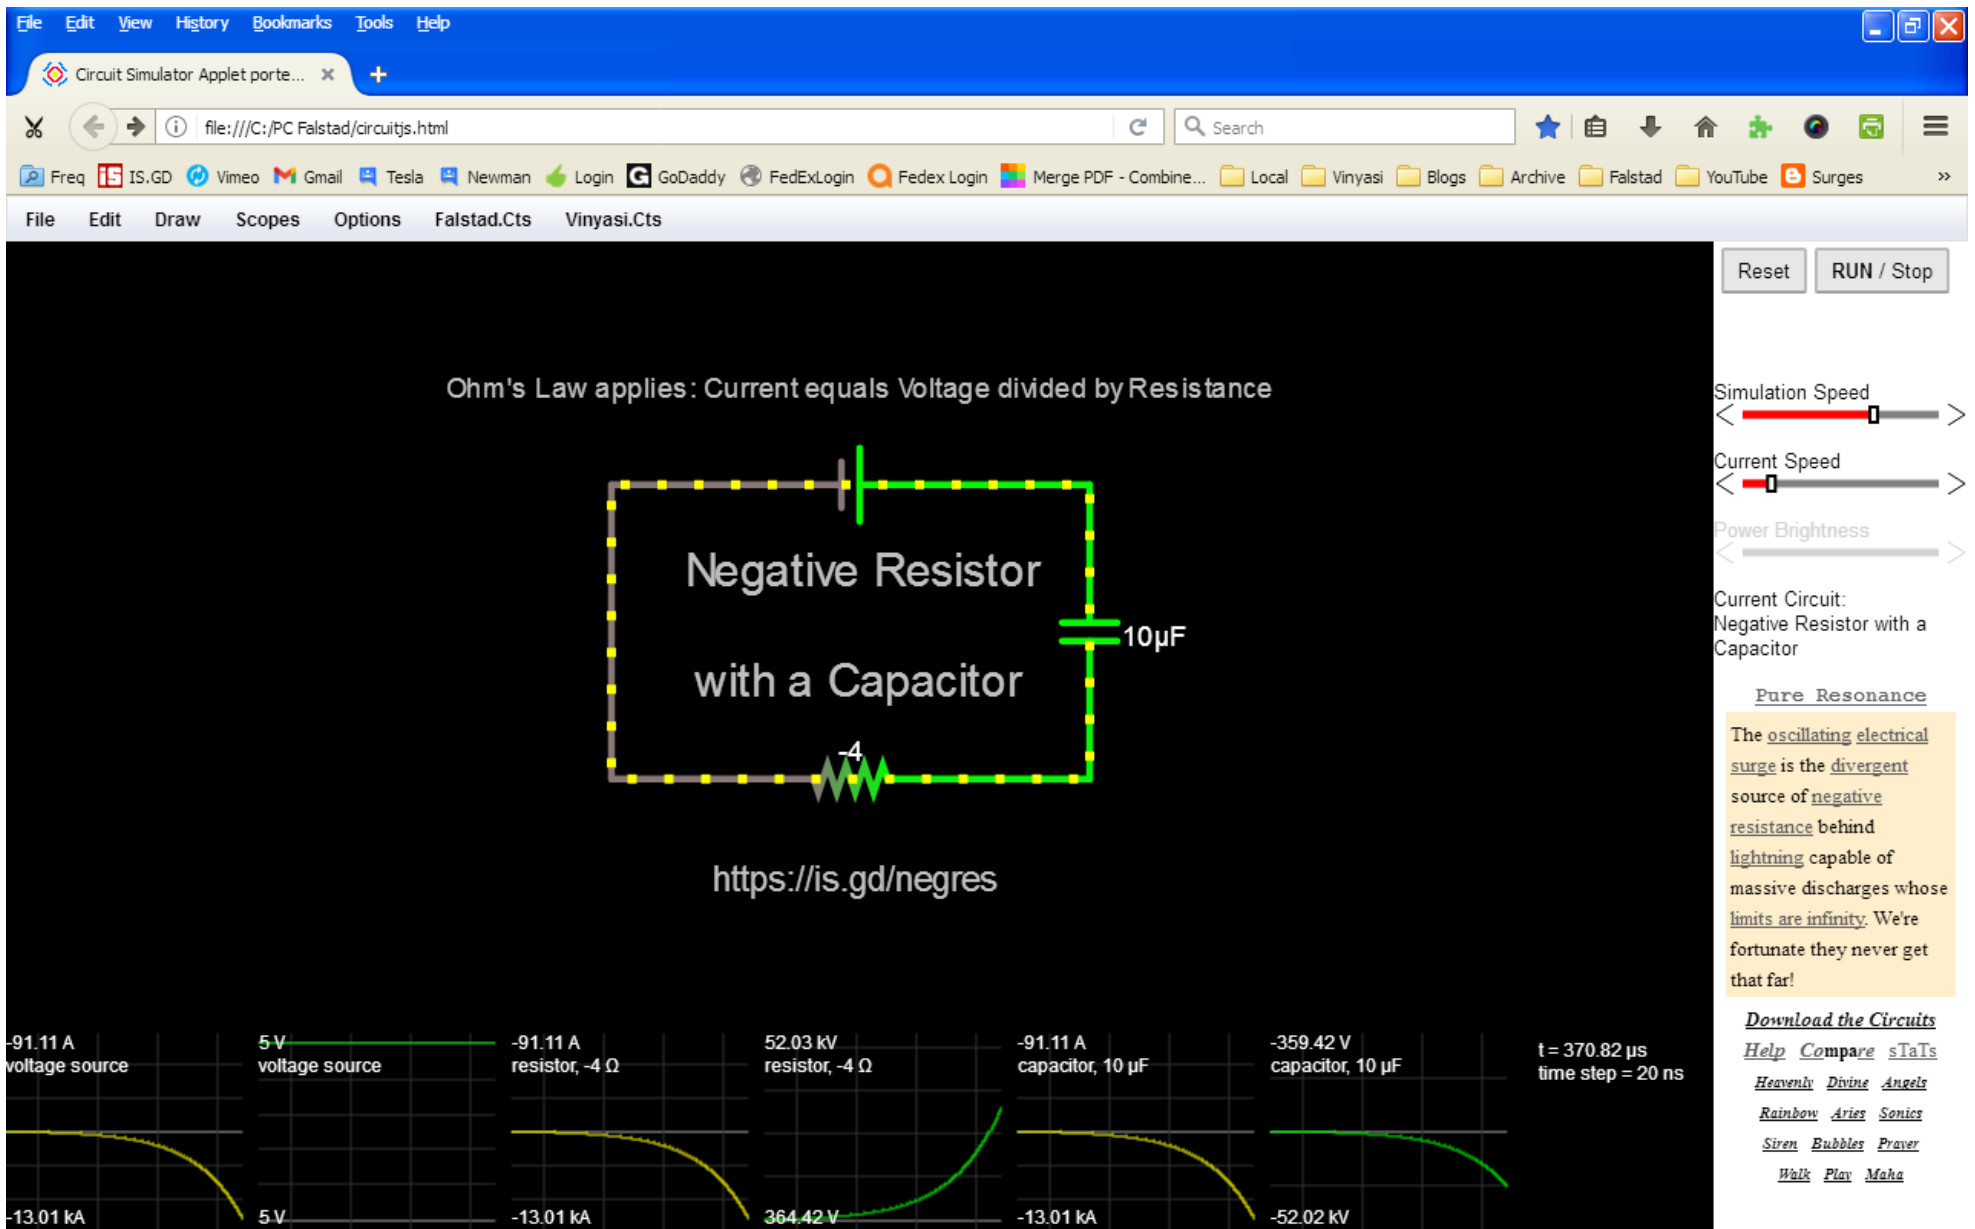 File Edit View History Bookmarks Tools Help
Circuit Simulator Applet porte...
file:///C:/PC Falstad/circuitjs.html
Search
Freq IS.GD Vimeo Gmail Tesla Newman Login GoDaddy FedExLogin Fedex Login Merge PDF - Combine... Local Vinyasi Blogs Archive Falstad YouTube Surges »
File Edit Draw Scopes Options Falstad.Cts Vinyasi.Cts
Reset RUN / Stop
Ohm's Law applies: Current equals Voltage divided by Resistance
Negative Resistor
10µF
with a Capacitor
-4
https://is.gd/negres
Simulation Speed
Current Speed
Power Brightness
Current Circuit:
Negative Resistor with a
Capacitor
Pure Resonance
The oscillating electrical
surge is the divergent
source of negative
resistance behind
lightning capable of
massive discharges whose
limits are infinity. We're
fortunate they never get
that far!
Download the Circuits
Help Compare sTaTs
Heavenly Divine Angels
Rainbow Aries Sonics
Siren Bubbles Prayer
Walk Play Maha
-91.11 A
voltage source
-13.01 kA
5 V
voltage source
5 V
-91.11 A
resistor, -4 Ω
-13.01 kA
52.03 kV
resistor, -4 Ω
364.42 V
-91.11 A
capacitor, 10 µF
-13.01 kA
-359.42 V
capacitor, 10 µF
-52.02 kV
t = 370.82 µs
time step = 20 ns